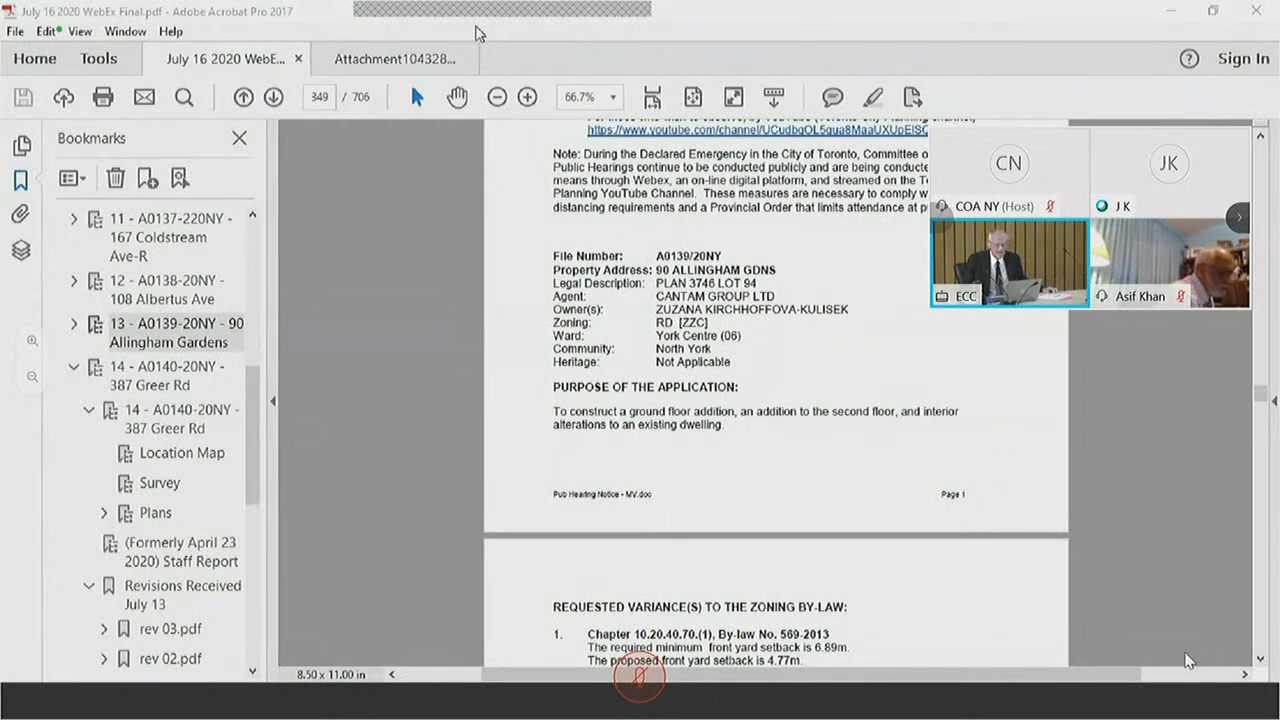 July 16 2020 WebEx Final.pdf - Adobe Acrobat Pro 2017
File Edit View Window Help
Home Tools July 16 2020 WebE... × Attachment104328... Sign In
349 / 706 66.7%
Bookmarks
11 - A0137-220NY -
167 Coldstream
Ave-R
12 - A0138-20NY -
108 Albertus Ave
13 - A0139-20NY - 90
Allingham Gardens
14 - A0140-20NY -
387 Greer Rd
14 - A0140-20NY -
387 Greer Rd
Location Map
Survey
Plans
(Formerly April 23
2020) Staff Report
Revisions Received
July 13
rev 03.pdf
rev 02.pdf
Note: During the Declared Emergency in the City of Toronto, Committee o
Public Hearings continue to be conducted publicly and are being conducte
means through Webex, an on-line digital platform, and streamed on the T
Planning YouTube Channel. These measures are necessary to comply w
distancing requirements and a Provincial Order that limits attendance at p
File Number: A0139/20NY
Property Address: 90 ALLINGHAM GDNS
Legal Description: PLAN 3746 LOT 94
Agent: CANTAM GROUP LTD
Owner(s): ZUZANA KIRCHHOFFOVA-KULISEK
Zoning: RD [ZZC]
Ward: York Centre (06)
Community: North York
Heritage: Not Applicable
PURPOSE OF THE APPLICATION:
To construct a ground floor addition, an addition to the second floor, and interior
alterations to an existing dwelling.
Pub Hearing Notice - MV.doc Page 1
REQUESTED VARIANCE(S) TO THE ZONING BY-LAW:
1. Chapter 10.20.40.70.(1), By-law No. 569-2013
The required minimum front yard setback is 6.89m.
The proposed front yard setback is 4.77m.
8.50 x 11.00 in
CN JK
COA NY (Host) J K
ECC Asif Khan